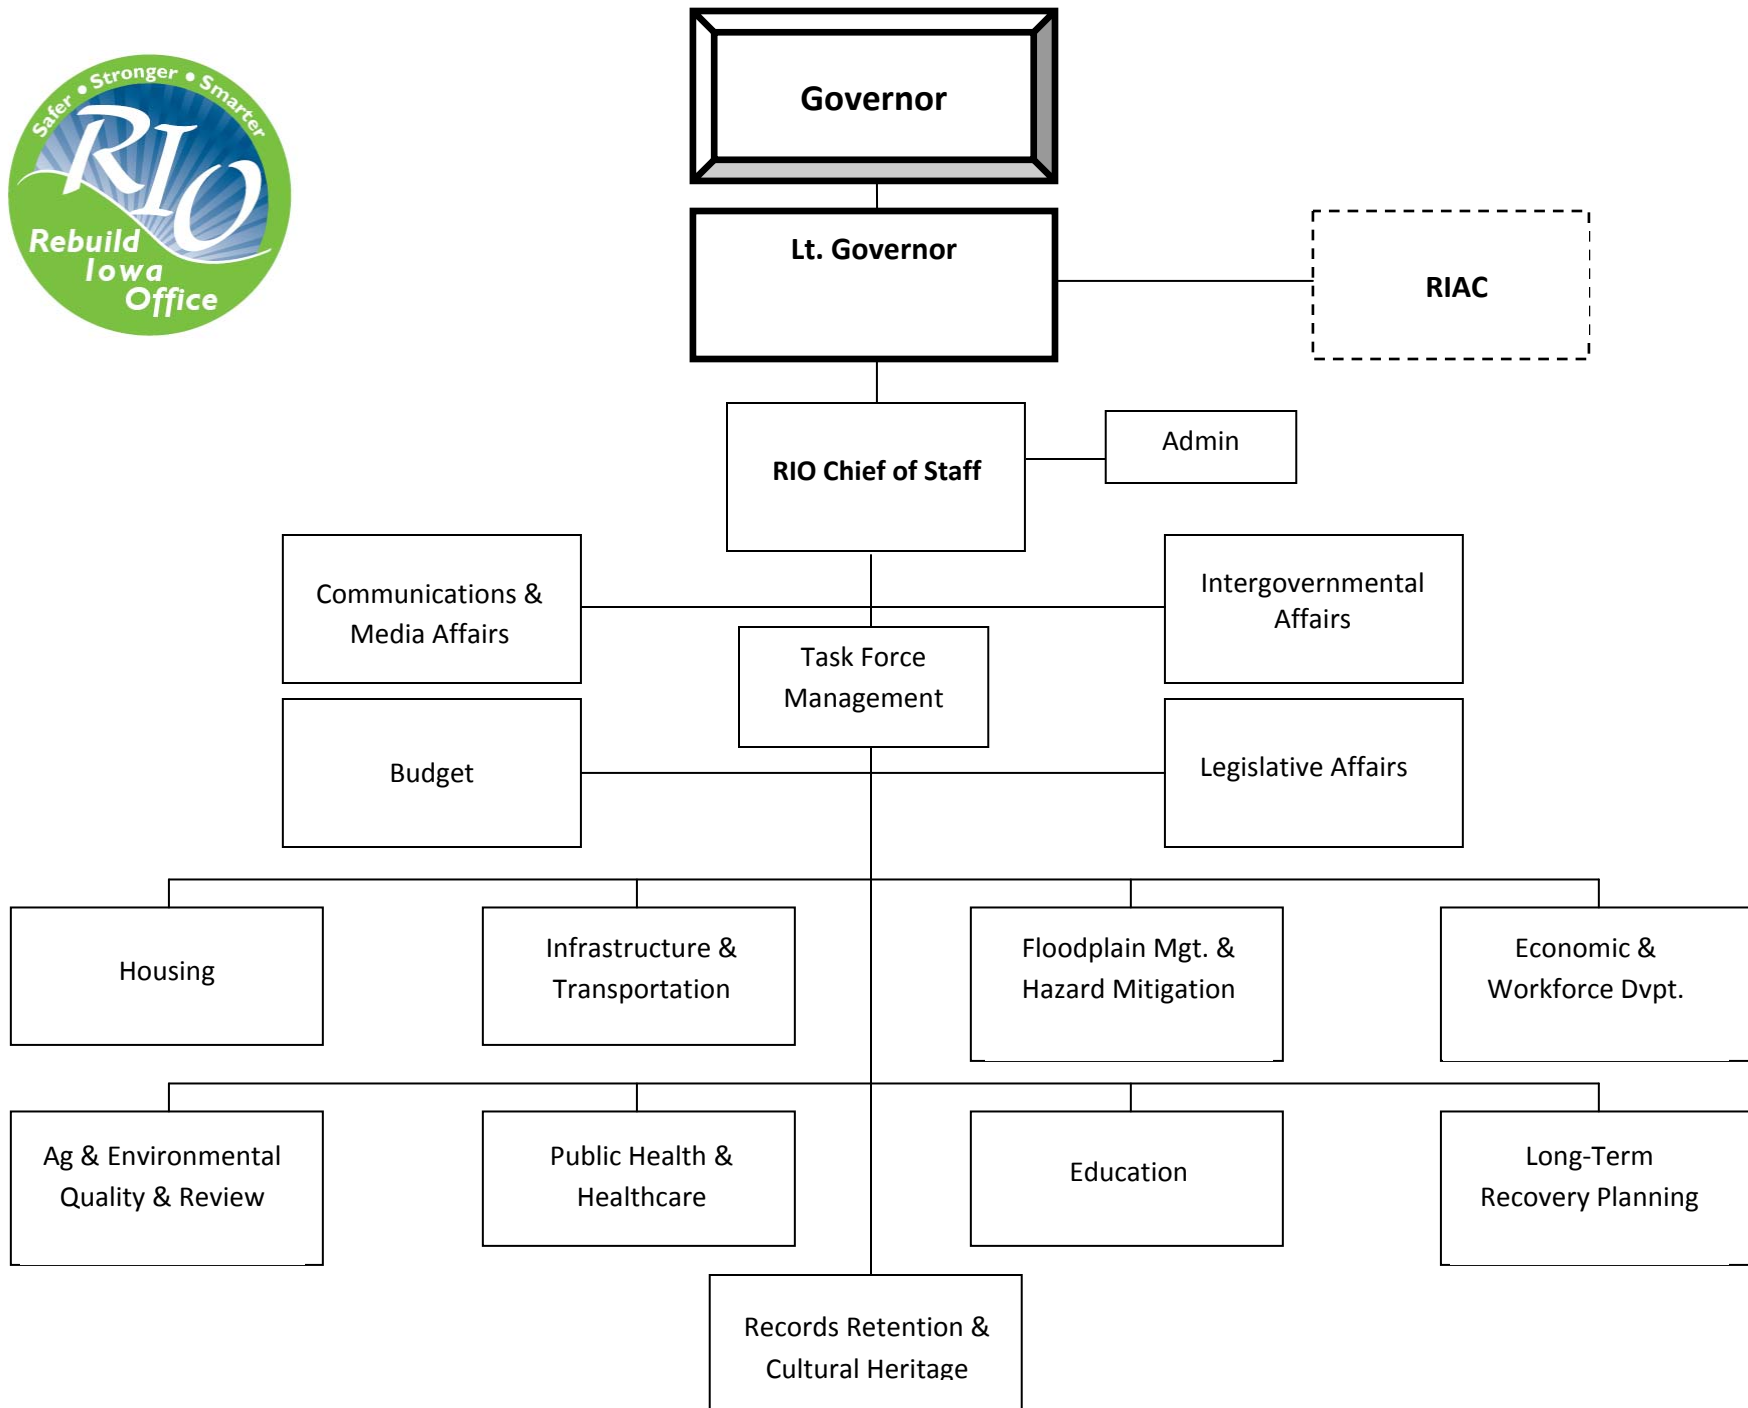 Safer • Stronger • Smarter
RIO
Rebuild
Iowa
Office
Governor
Lt. Governor
RIAC
RIO Chief of Staff
Admin
Communications &
Media Affairs
Intergovernmental
Affairs
Task Force
Management
Budget
Legislative Affairs
Housing
Infrastructure &
Transportation
Floodplain Mgt. &
Hazard Mitigation
Economic &
Workforce Dvpt.
Ag & Environmental
Quality & Review
Public Health &
Healthcare
Education
Long-Term
Recovery Planning
Records Retention &
Cultural Heritage